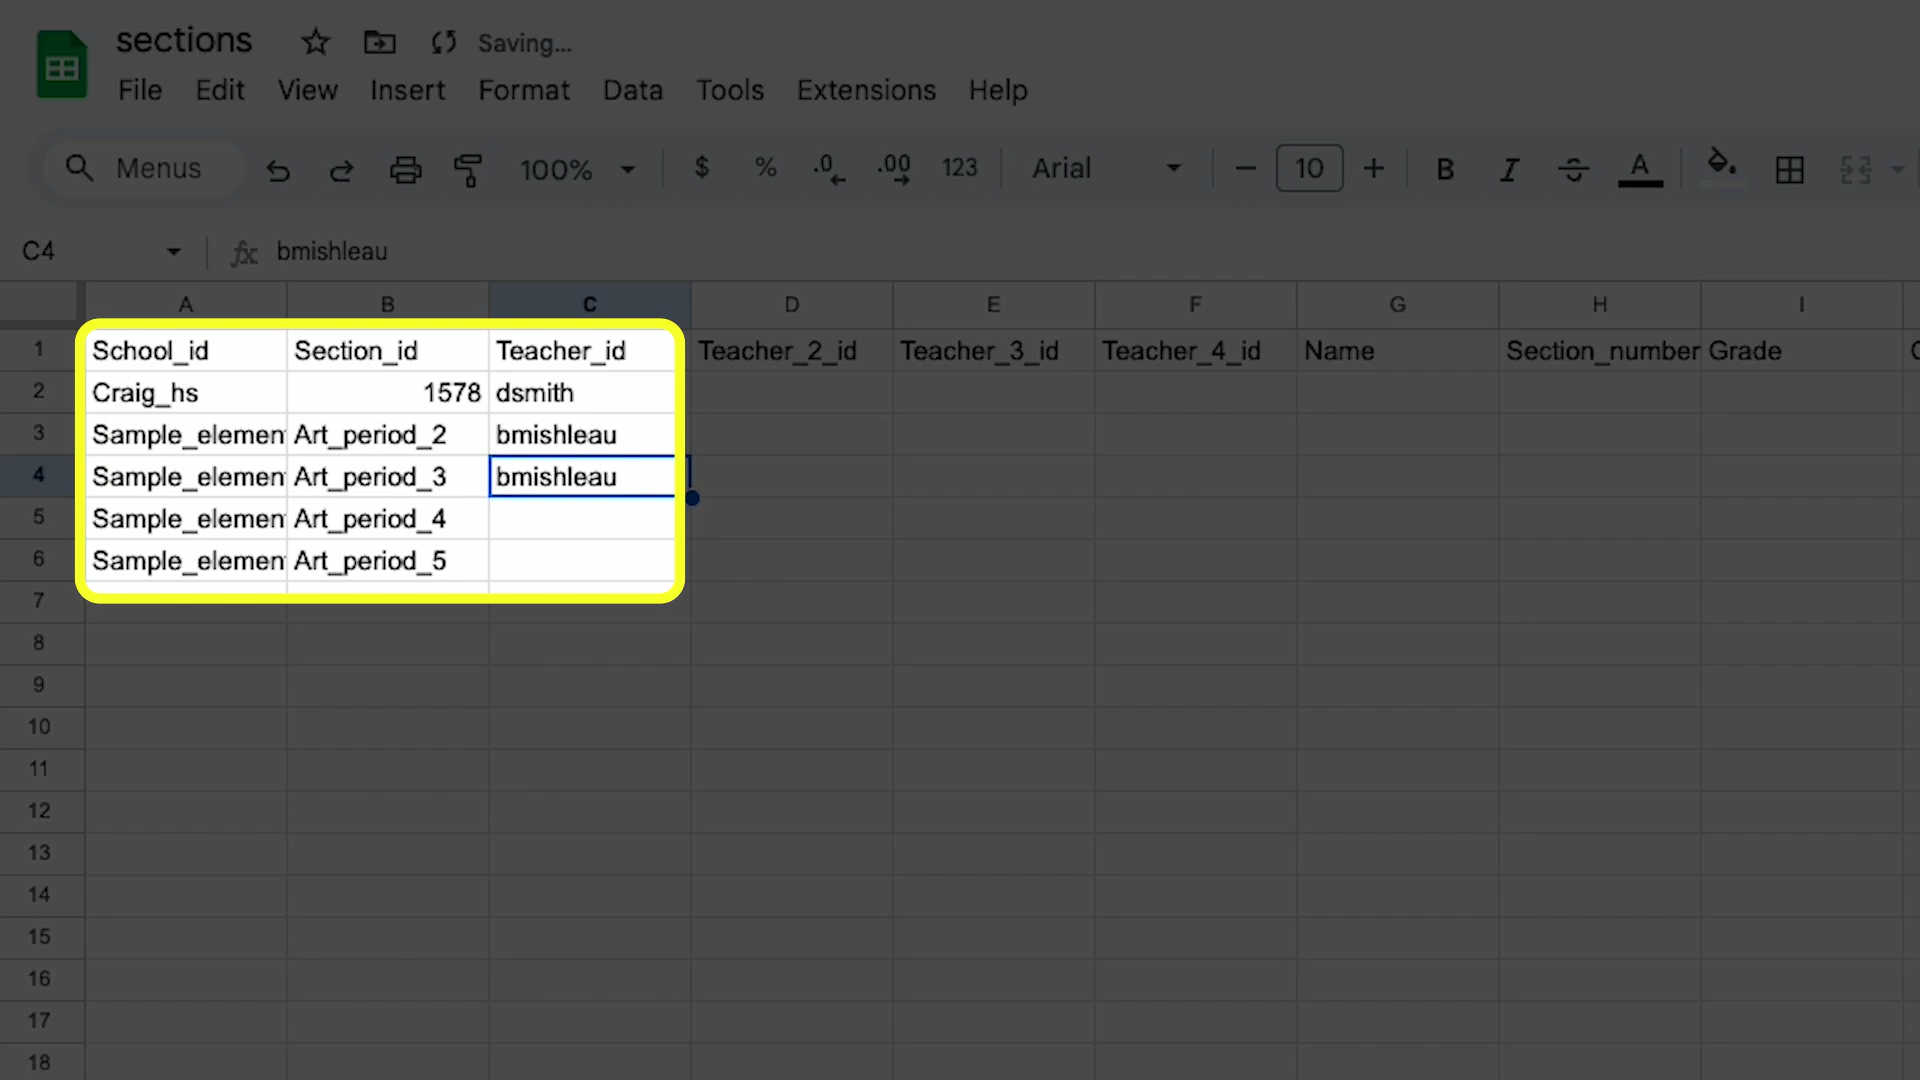 sections Saving...
File Edit View Insert Format Data Tools Extensions Help
Menus 100% $ % .0 .00 123 Arial 10 B I S A
C4 fx bmishleau
A B C D E F G H I
1 School_id Section_id Teacher_id Teacher_2_id Teacher_3_id Teacher_4_id Name Section_number Grade
2 Craig_hs 1578 dsmith
3 Sample_elemen Art_period_2 bmishleau
4 Sample_elemen Art_period_3 bmishleau
5 Sample_elemen Art_period_4
6 Sample_elemen Art_period_5
7
8
9
10
11
12
13
14
15
16
17
18